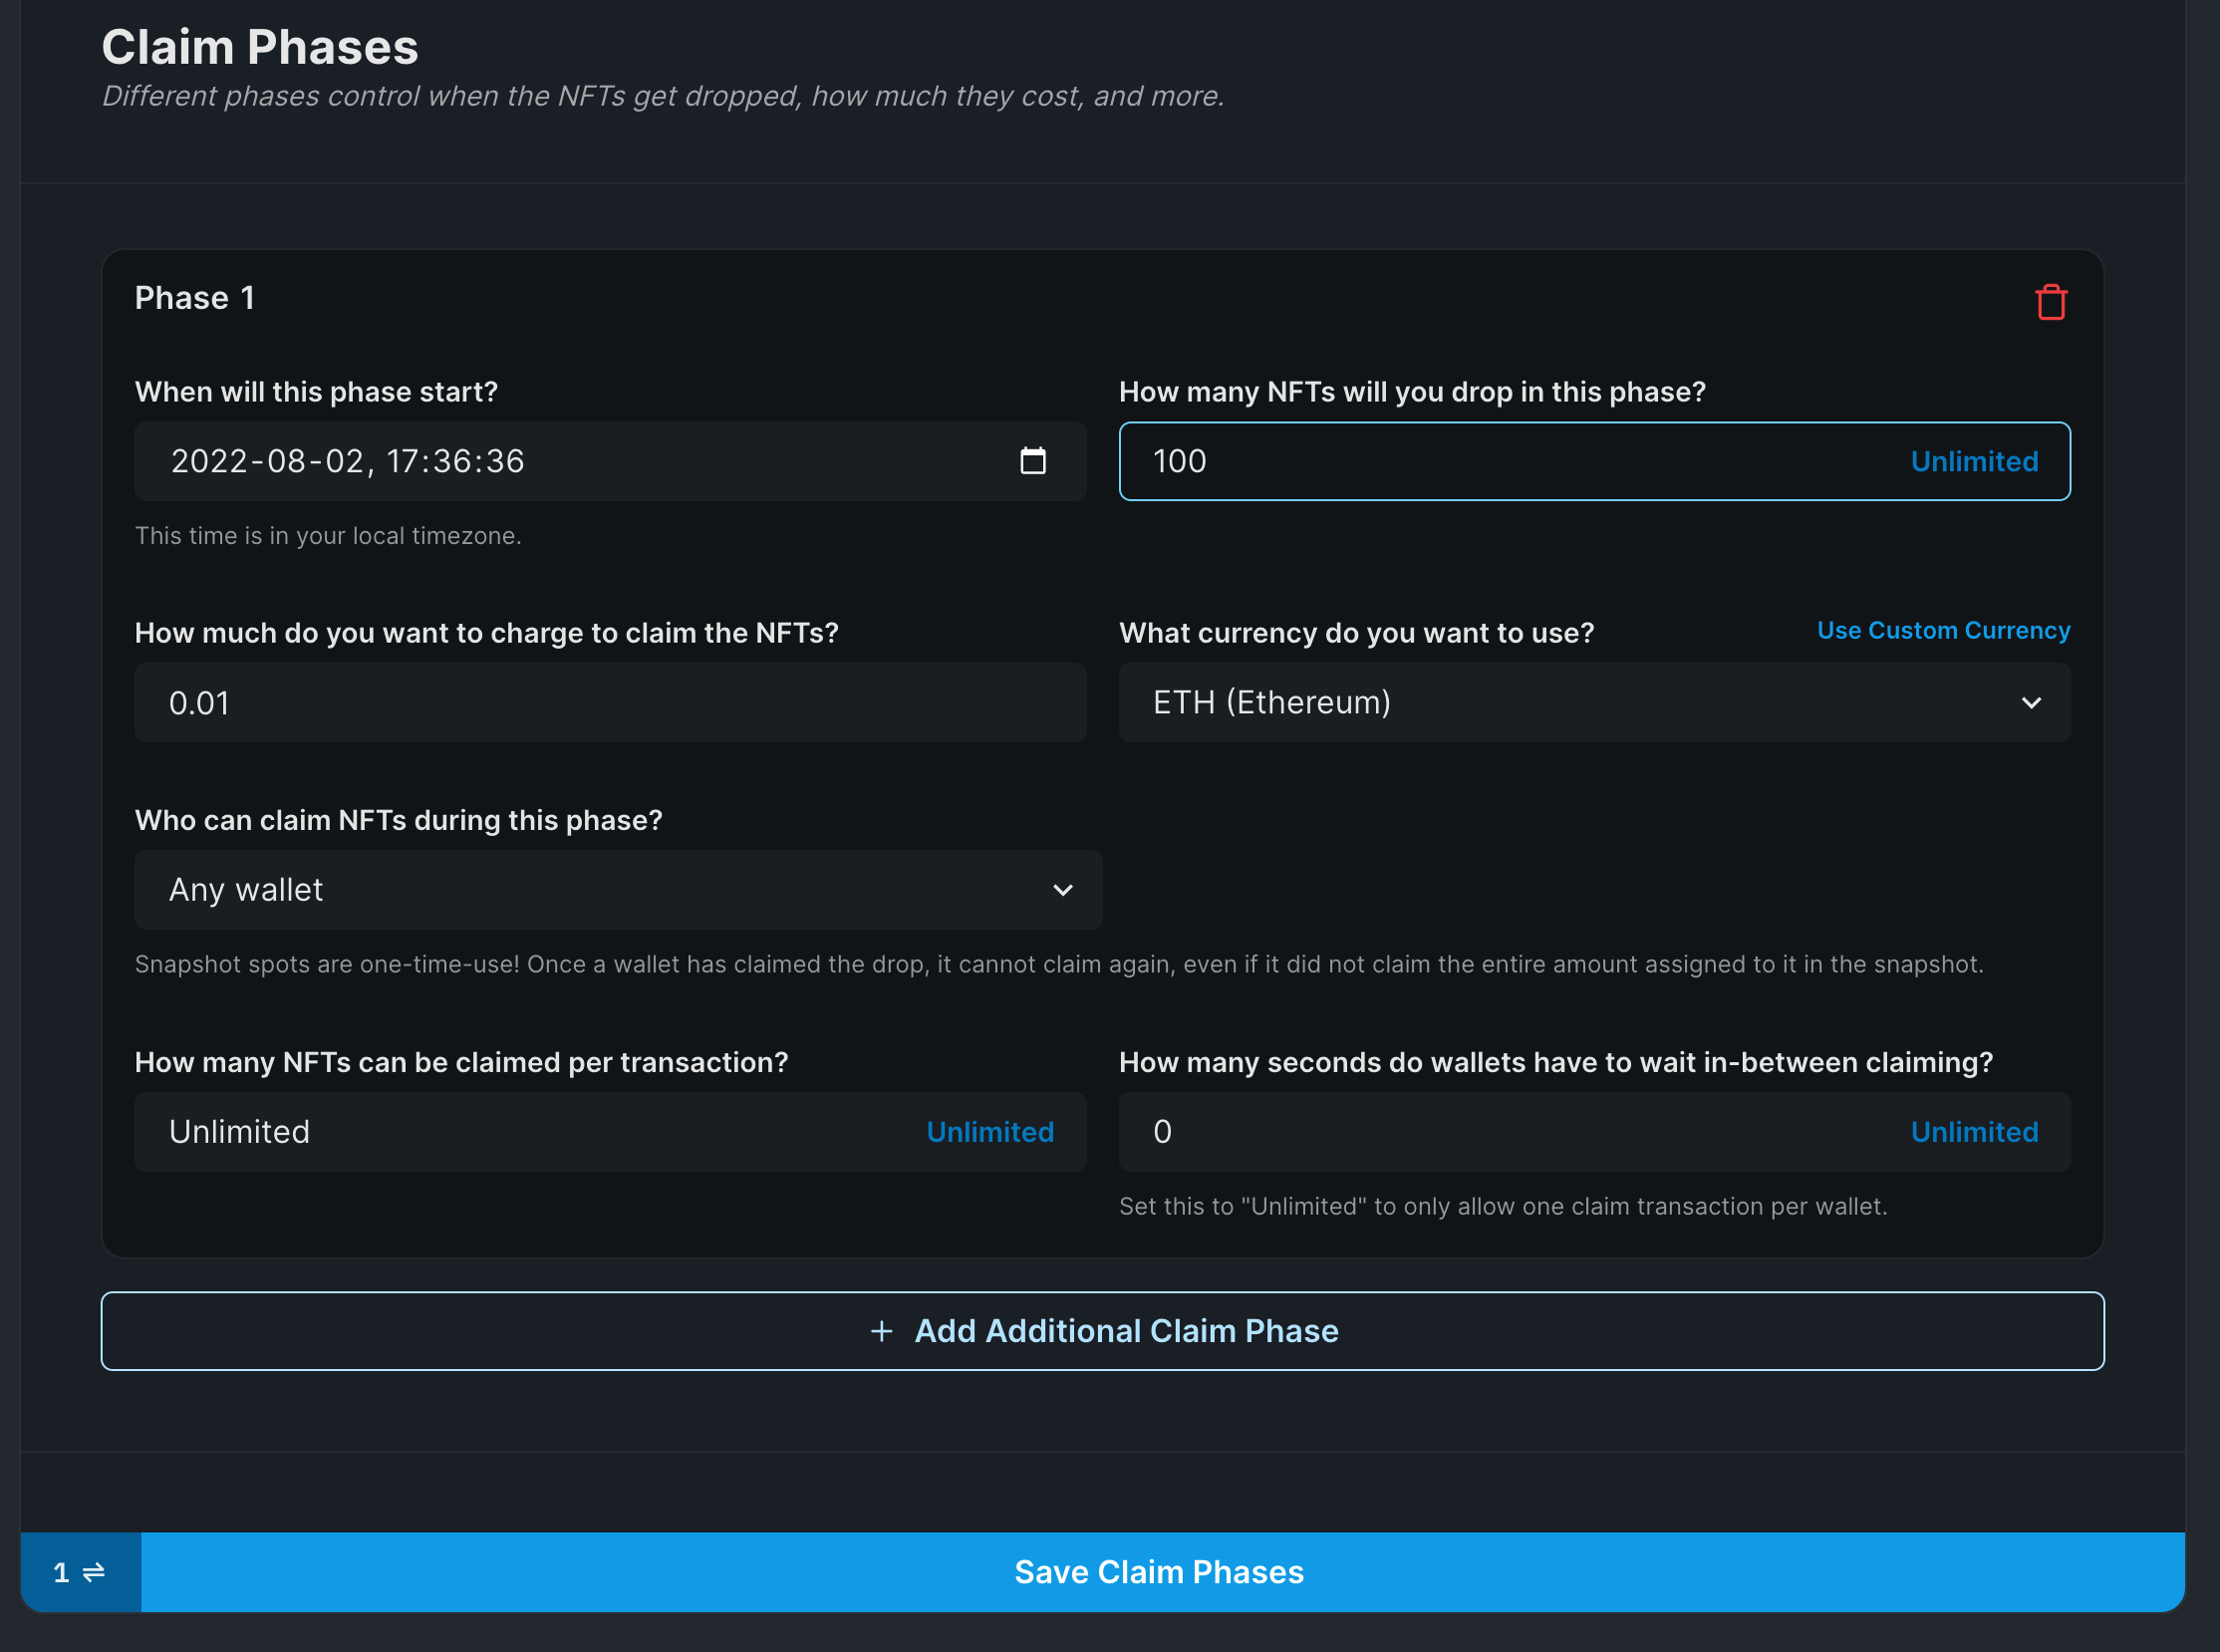 Claim Phases
Different phases control when the NFTs get dropped, how much they cost, and more.
Phase 1
When will this phase start?
2022-08-02, 17:36:36
This time is in your local timezone.
How many NFTs will you drop in this phase?
100 Unlimited
How much do you want to charge to claim the NFTs?
0.01
What currency do you want to use? Use Custom Currency
ETH (Ethereum)
Who can claim NFTs during this phase?
Any wallet
Snapshot spots are one-time-use! Once a wallet has claimed the drop, it cannot claim again, even if it did not claim the entire amount assigned to it in the snapshot.
How many NFTs can be claimed per transaction?
Unlimited Unlimited
How many seconds do wallets have to wait in-between claiming?
0 Unlimited
Set this to "Unlimited" to only allow one claim transaction per wallet.
+ Add Additional Claim Phase
1 ⇌ Save Claim Phases